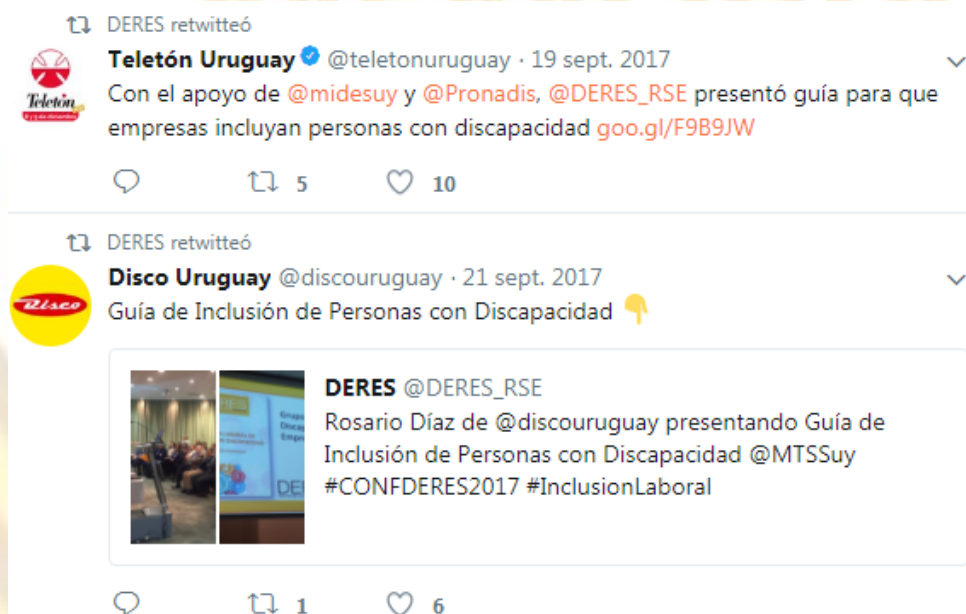 DERES retwitteó
Teletón Uruguay @teletonuruguay · 19 sept. 2017
Teletón
Con el apoyo de @midesuy y @Pronadis, @DERES_RSE presentó guía para que
empresas incluyan personas con discapacidad goo.gl/F9B9JW
5 10
DERES retwitteó
Disco Uruguay @discouruguay · 21 sept. 2017
Disco
Guía de Inclusión de Personas con Discapacidad
DERES @DERES_RSE
Rosario Díaz de @discouruguay presentando Guía de
Inclusión de Personas con Discapacidad @MTSSuy
#CONFDERES2017 #InclusionLaboral
1 6